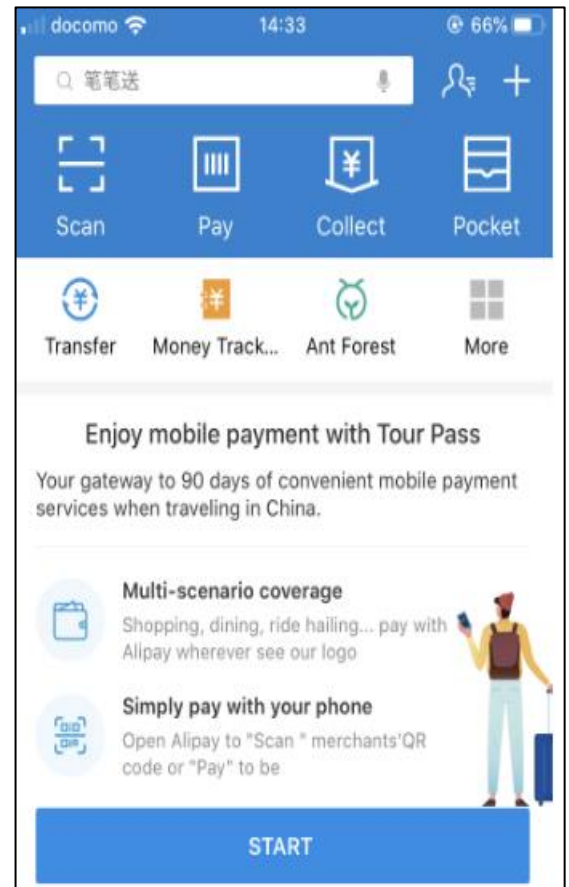 docomo 14:33 66%
笔笔送
Scan Pay Collect Pocket
Transfer Money Track... Ant Forest More
Enjoy mobile payment with Tour Pass
Your gateway to 90 days of convenient mobile payment
services when traveling in China.
Multi-scenario coverage
Shopping, dining, ride hailing... pay with
Alipay wherever see our logo
Simply pay with your phone
Open Alipay to "Scan " merchants'QR
code or "Pay" to be
START